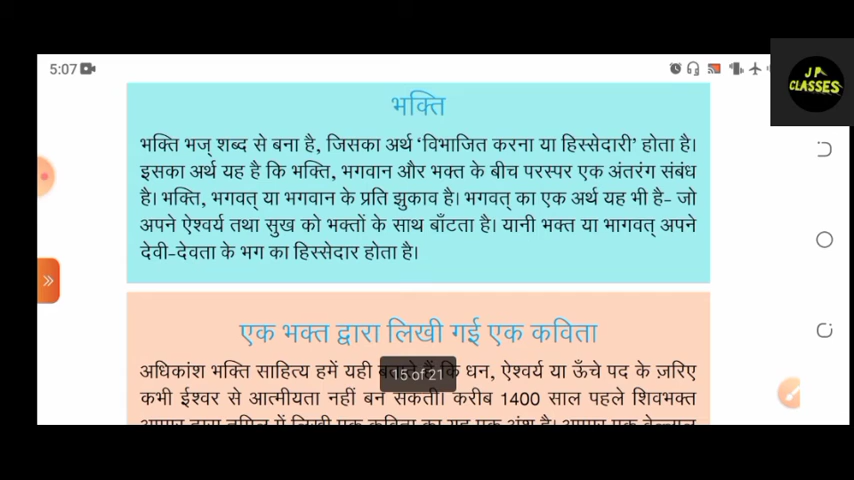 5:07
J P
CLASSES
भक्ति
भक्ति भज् शब्द से बना है, जिसका अर्थ ‘विभाजित करना या हिस्सेदारी’ होता है।
इसका अर्थ यह है कि भक्ति, भगवान और भक्त के बीच परस्पर एक अंतरंग संबंध
है। भक्ति, भगवत् या भगवान के प्रति झुकाव है। भगवत् का एक अर्थ यह भी है- जो
अपने ऐश्वर्य तथा सुख को भक्तों के साथ बाँटता है। यानी भक्त या भागवत् अपने
देवी-देवता के भग का हिस्सेदार होता है।
एक भक्त द्वारा लिखी गई एक कविता
अधिकांश भक्ति साहित्य हमें यही कि धन, ऐश्वर्य या ऊँचे पद के ज़रिए
15 of 21
कभी ईश्वर से आत्मीयता नहीं बन सकती। करीब 1400 साल पहले शिवभक्त